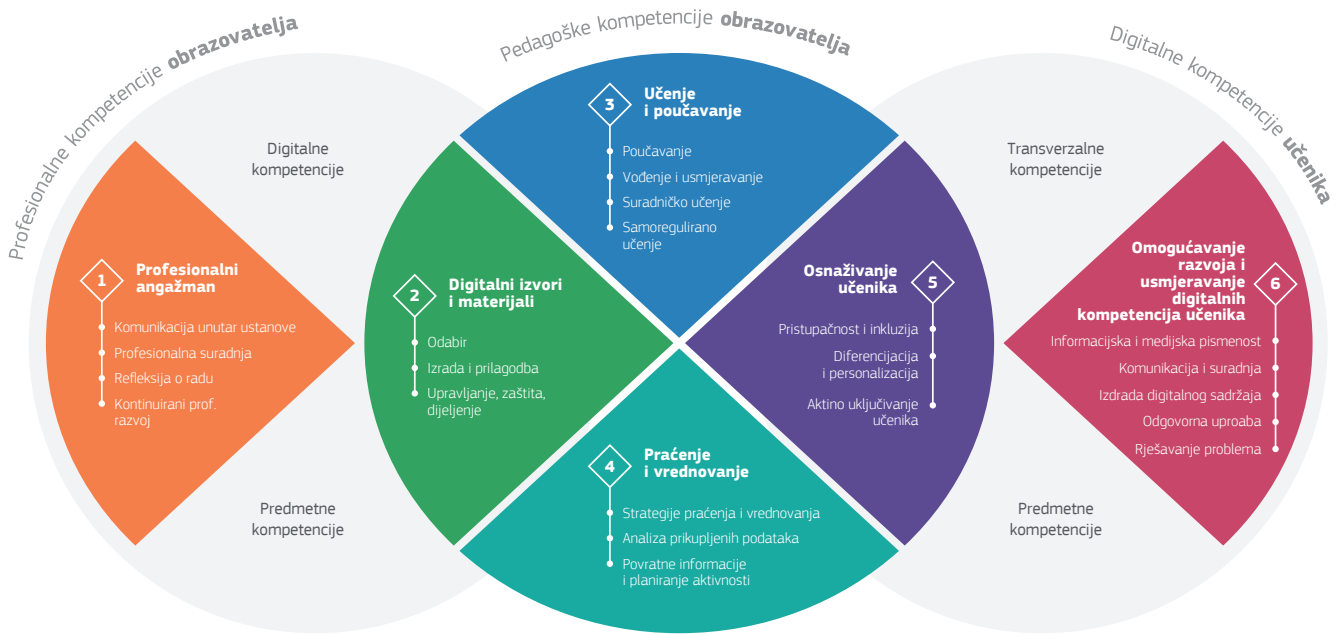 Profesionalne kompetencije obrazovatelja
Pedagoške kompetencije obrazovatelja
Digitalne kompetencije učenika
Digitalne
kompetencije
Predmetne
kompetencije
1
Profesionalni
angažman
Komunikacija unutar ustanove
Profesionalna suradnja
Refleksija o radu
Kontinuirani prof.
razvoj
2
Digitalni izvori
i materijali
Odabir
Izrada i prilagodba
Upravljanje, zaštita,
dijeljenje
3
Učenje
i poučavanje
Poučavanje
Vođenje i usmjeravanje
Suradničko učenje
Samoregulirano
učenje
4
Praćenje
i vrednovanje
Strategije praćenja i vrednovanja
Analiza prikupljenih podataka
Povratne informacije
i planiranje aktivnosti
Osnaživanje
učenika
5
Pristupačnost i inkluzija
Diferencijacija
i personalizacija
Aktino uključivanje
učenika
Transverzalne
kompetencije
Predmetne
kompetencije
Omogućavanje
razvoja i
usmjeravanje
digitalnih
kompetencija učenika
6
Informacijska i medijska pismenost
Komunikacija i suradnja
Izdrada digitalnog sadržaja
Odgovorna uproaba
Rješavanje problema